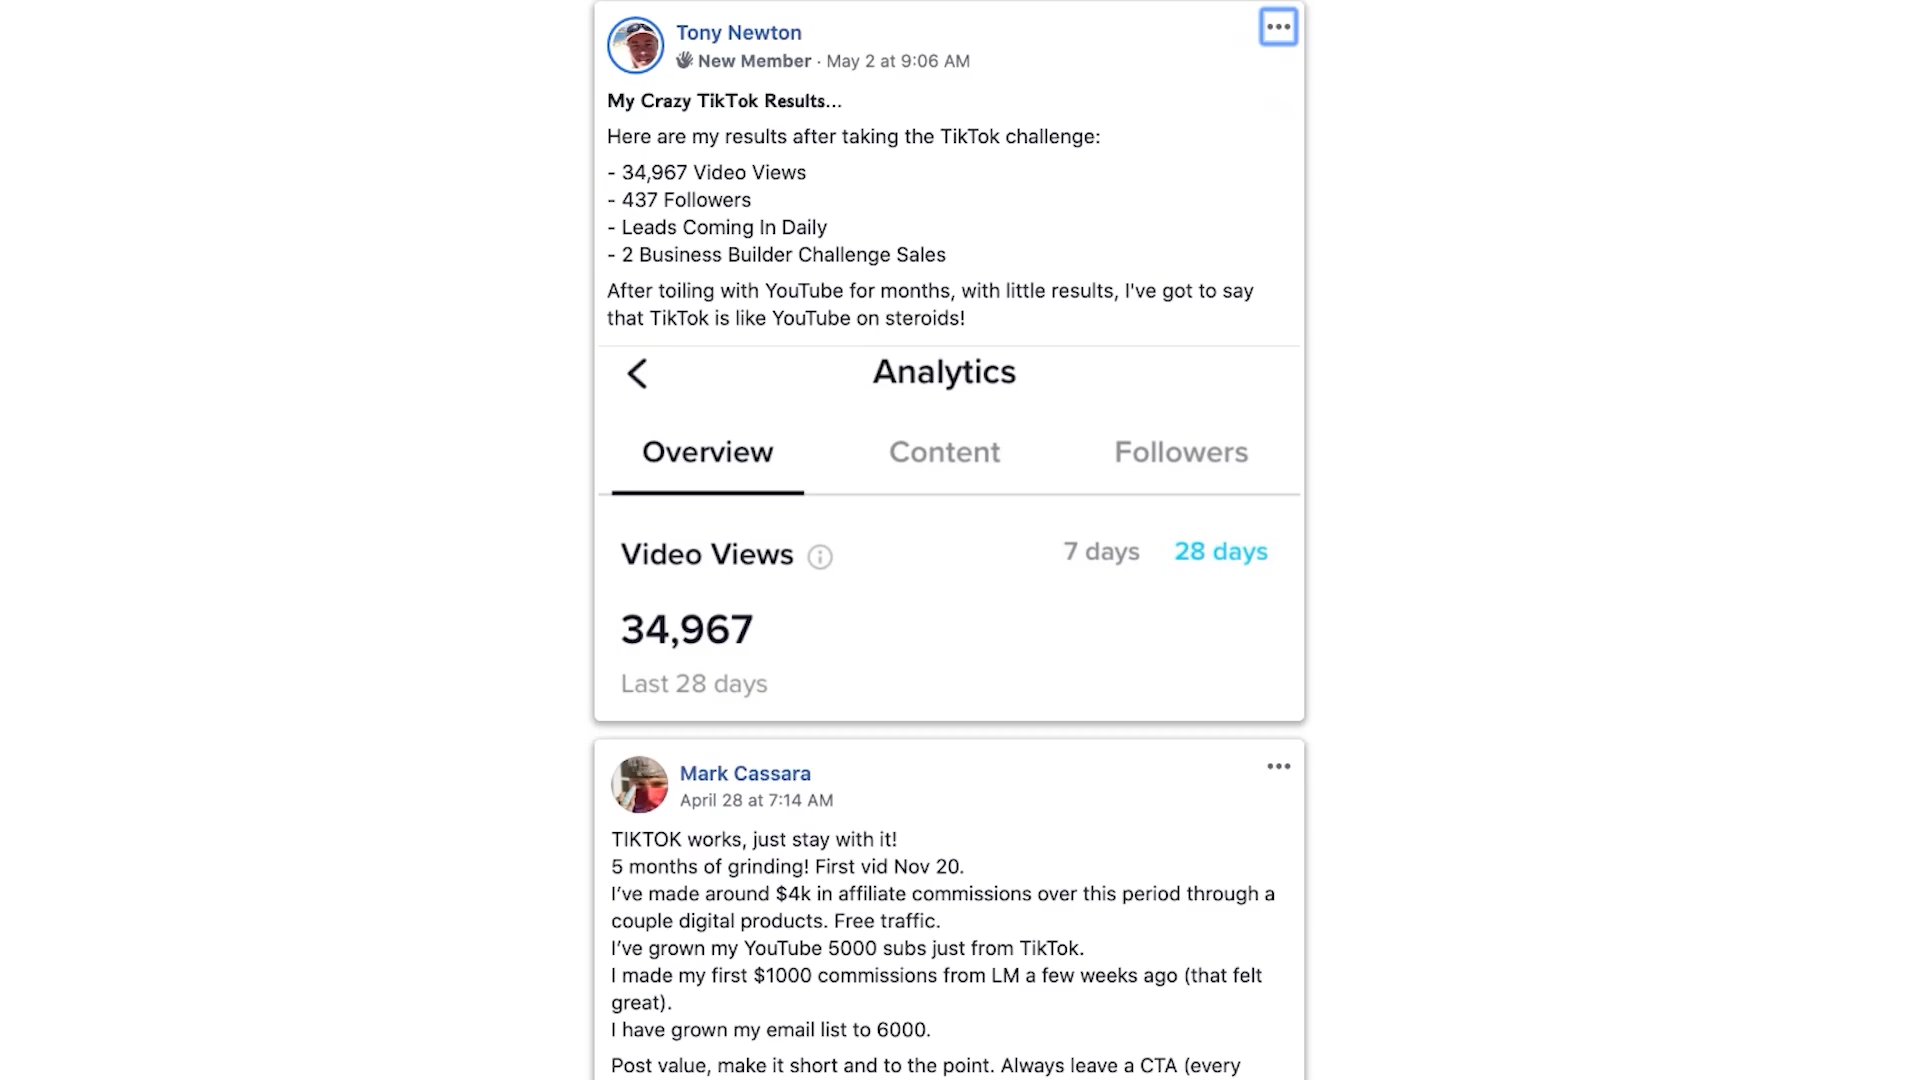 Tony Newton
New Member · May 2 at 9:06 AM
My Crazy TikTok Results...
Here are my results after taking the TikTok challenge:
- 34,967 Video Views
- 437 Followers
- Leads Coming In Daily
- 2 Business Builder Challenge Sales
After toiling with YouTube for months, with little results, I've got to say
that TikTok is like YouTube on steroids!
Analytics
Overview Content Followers
Video Views 7 days 28 days
34,967
Last 28 days
Mark Cassara
April 28 at 7:14 AM
TIKTOK works, just stay with it!
5 months of grinding! First vid Nov 20.
I’ve made around $4k in affiliate commissions over this period through a
couple digital products. Free traffic.
I’ve grown my YouTube 5000 subs just from TikTok.
I made my first $1000 commissions from LM a few weeks ago (that felt
great).
I have grown my email list to 6000.
Post value, make it short and to the point. Always leave a CTA (every